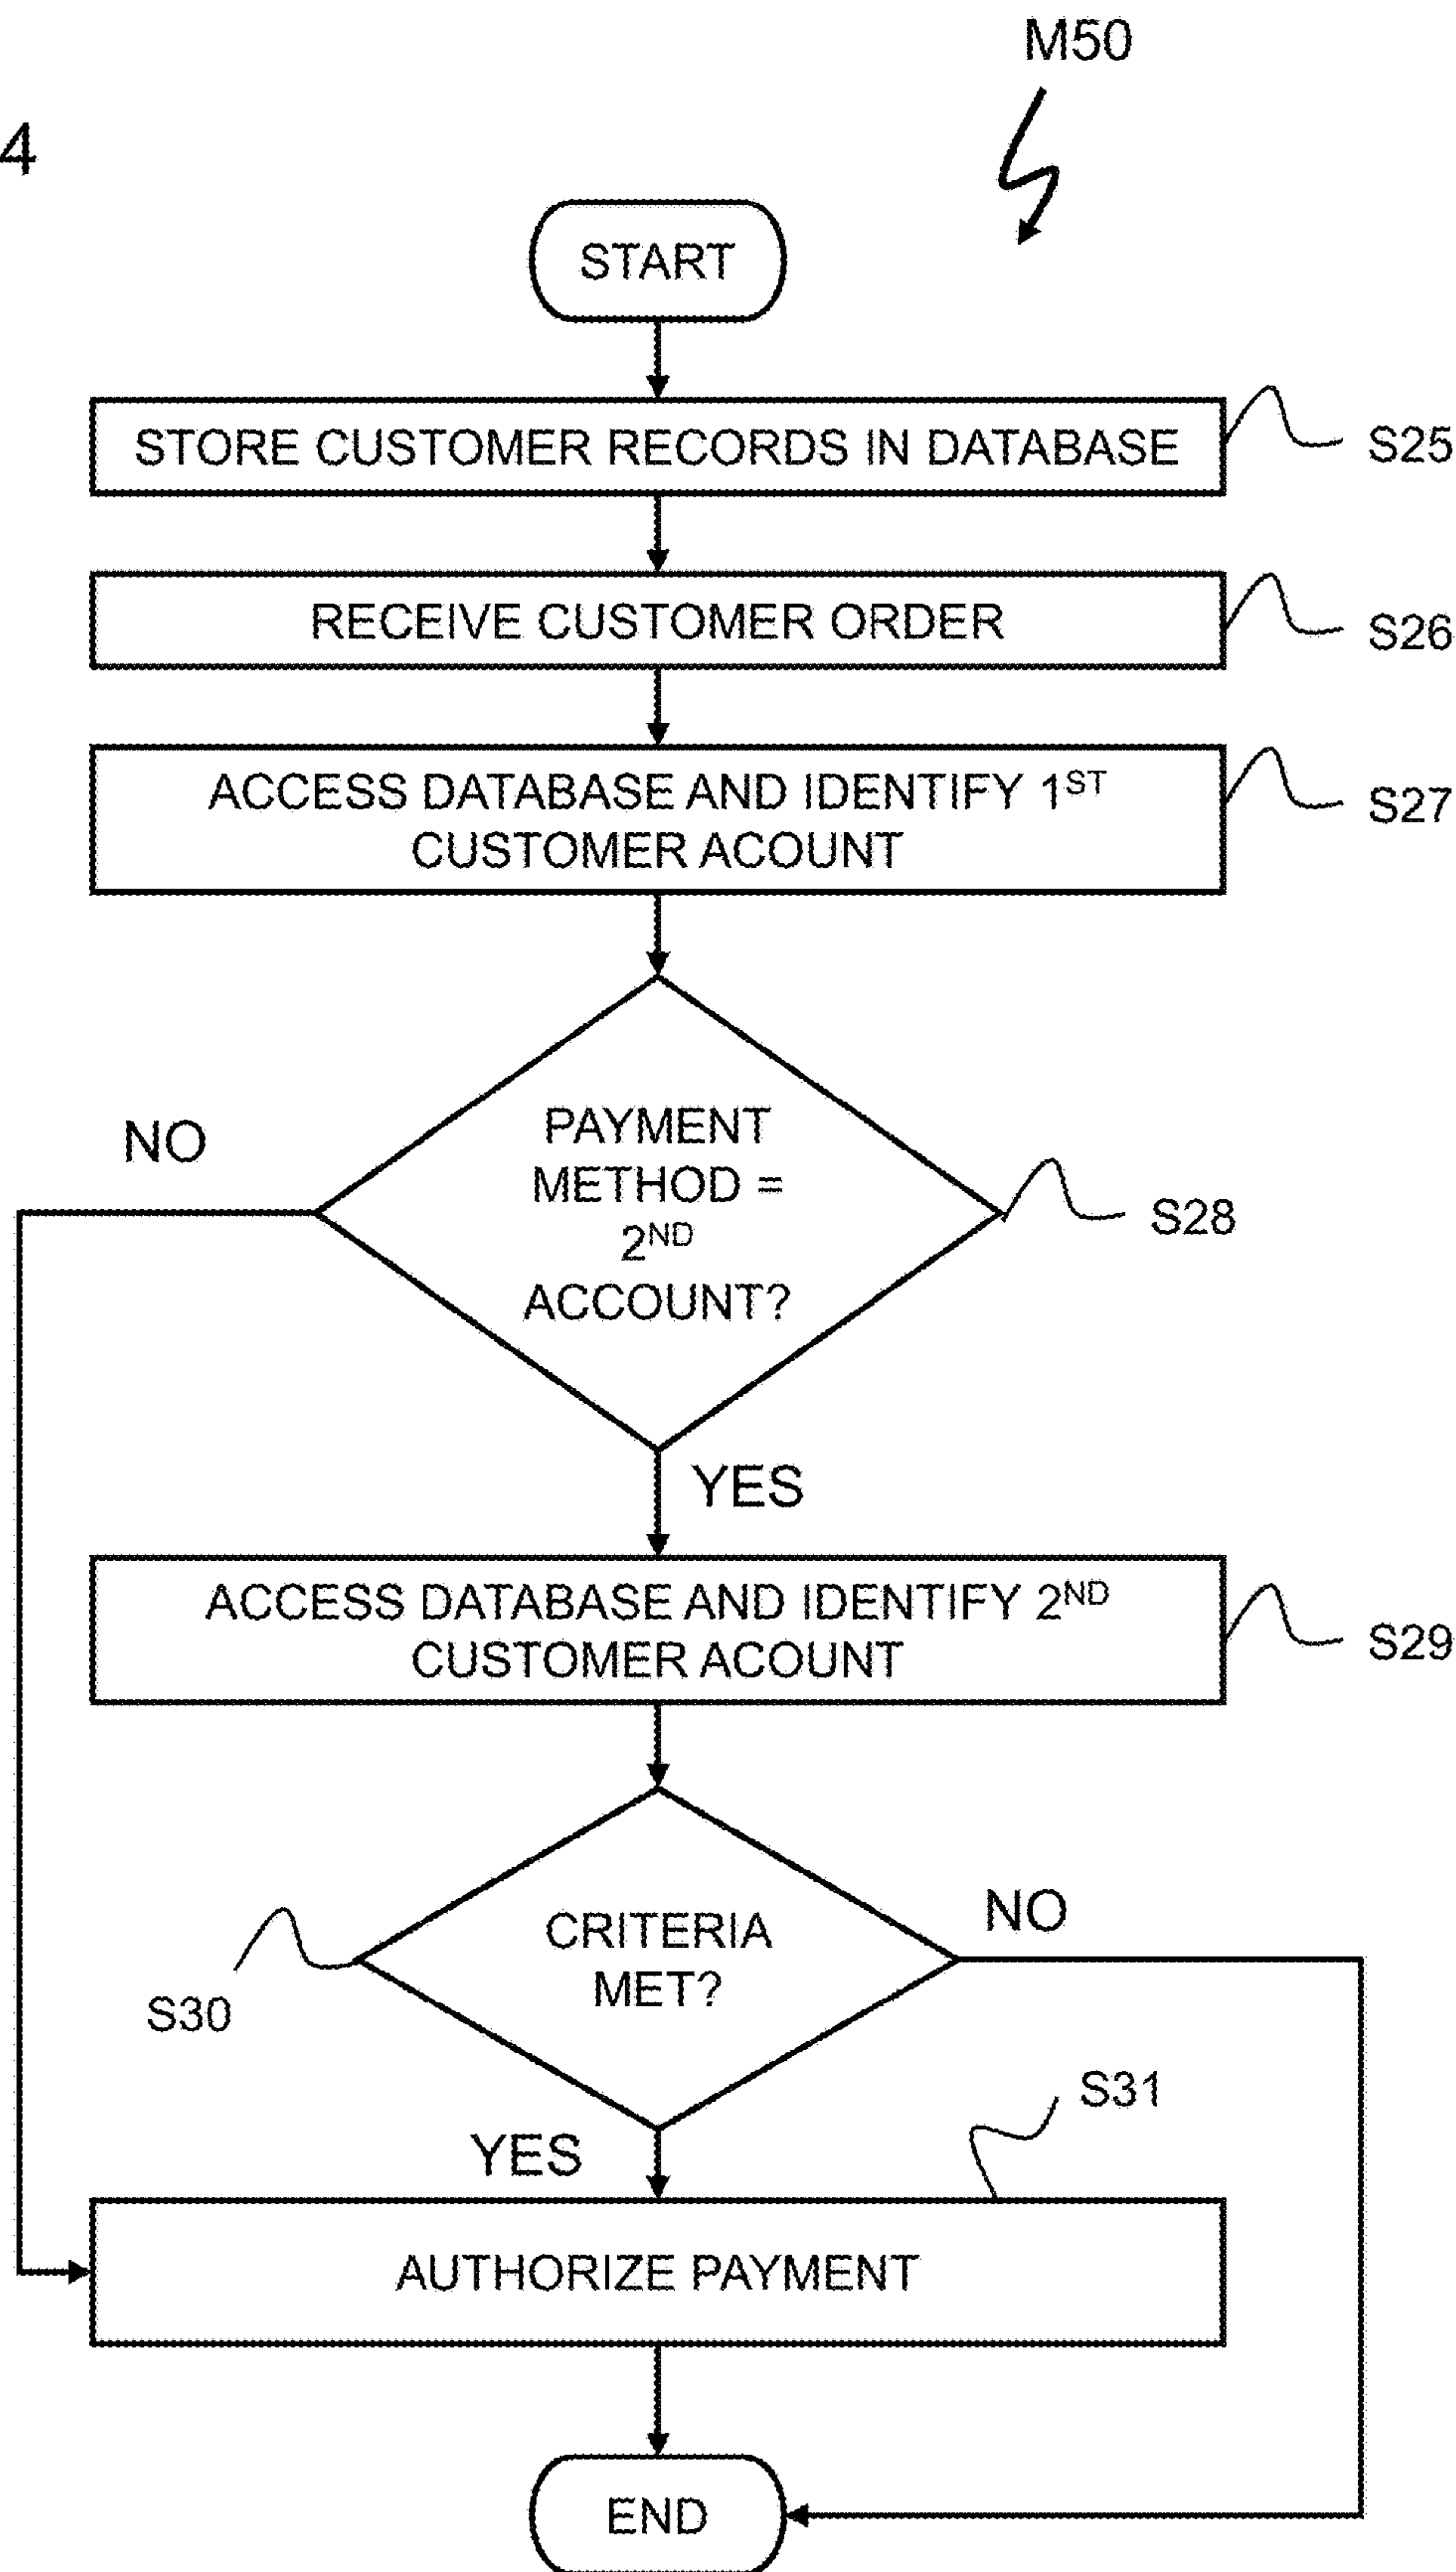 M50
4
START
STORE CUSTOMER RECORDS IN DATABASE
S25
RECEIVE CUSTOMER ORDER
S26
ACCESS DATABASE AND IDENTIFY 1ST
CUSTOMER ACOUNT
S27
NO
PAYMENT
METHOD =
2ND
ACCOUNT?
S28
YES
ACCESS DATABASE AND IDENTIFY 2ND
CUSTOMER ACOUNT
S29
CRITERIA
MET?
NO
S30
S31
YES
AUTHORIZE PAYMENT
END